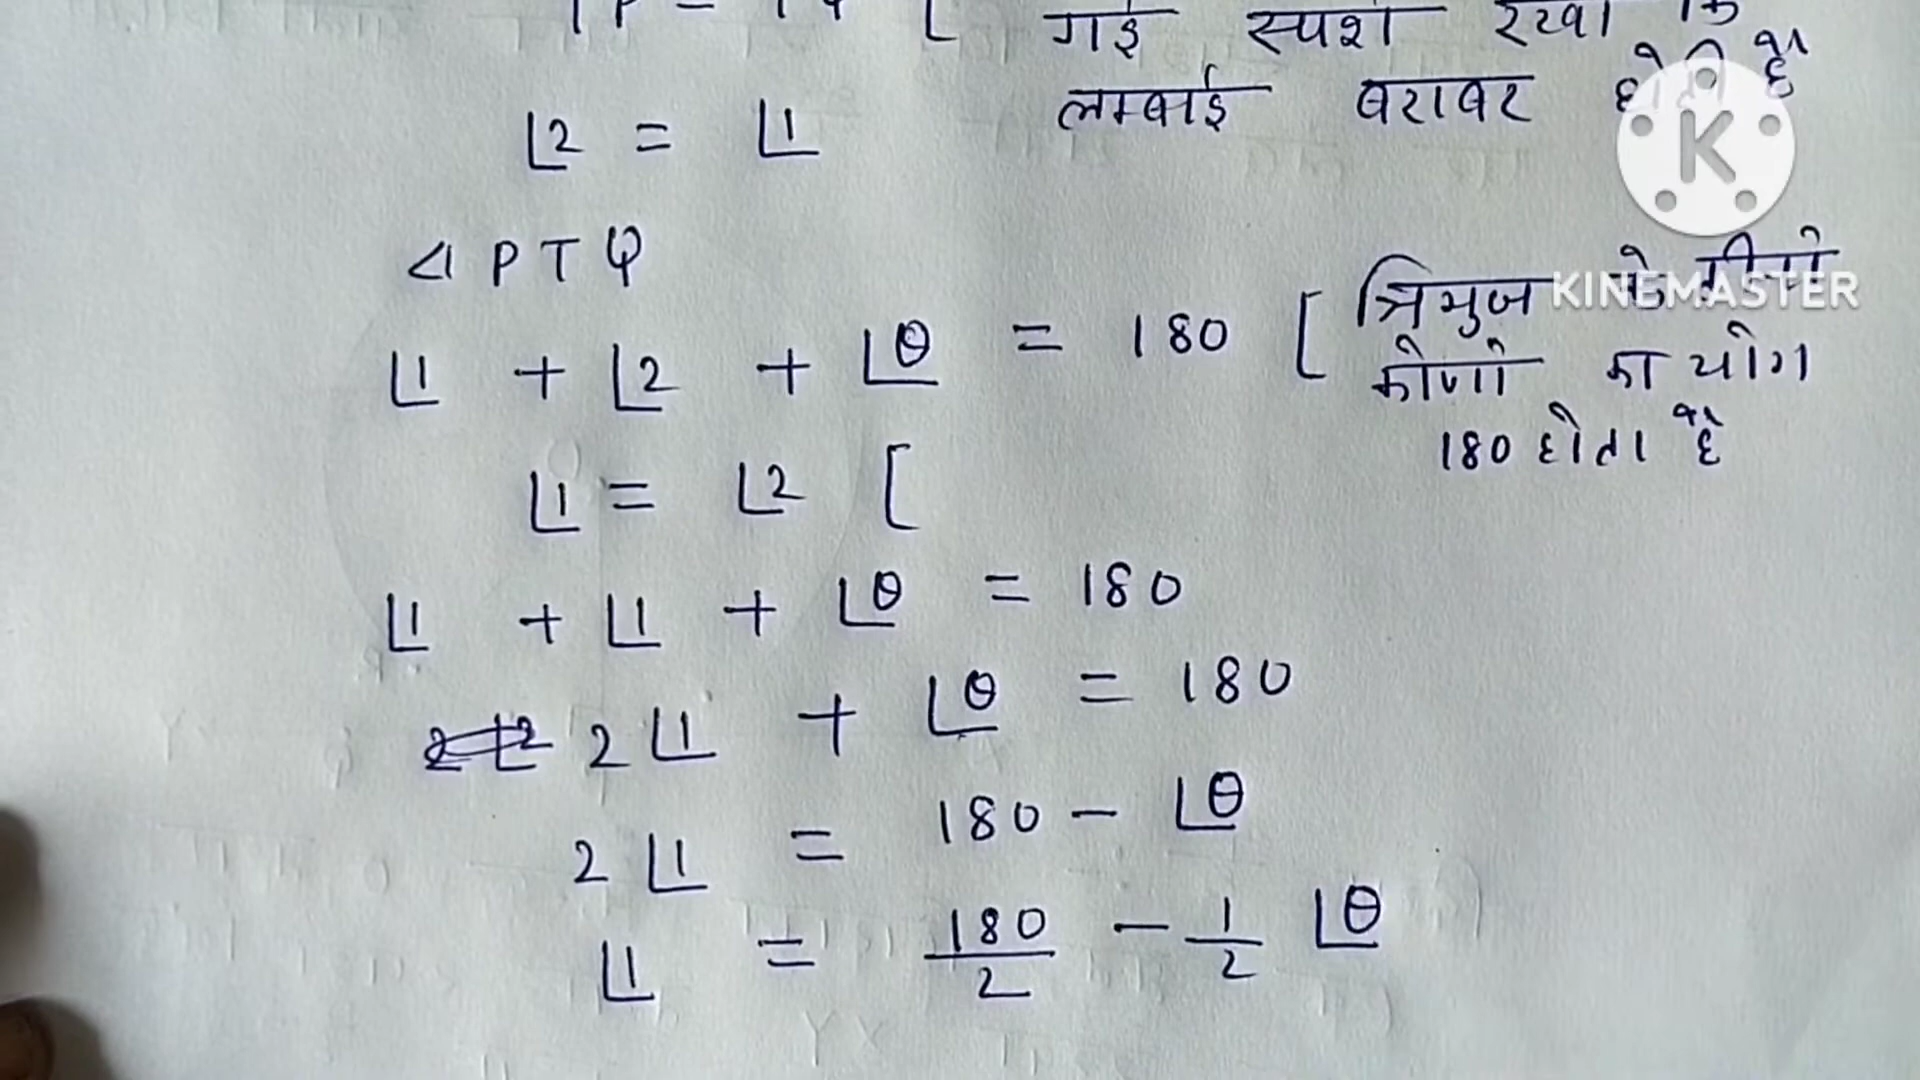 TP = TQ [
गई स्पर्श रेखा कि
लम्बाई बराबर होती है
∠2 = ∠1
K
△ PTQ
KINEMASTER
∠1 + ∠2 + ∠θ = 180 [ त्रिभुज के तीनो
कोणो का योग
180 होता है
∠1 = ∠2 [
∠1 + ∠1 + ∠θ = 180
2∠1 + ∠θ = 180
2∠1 = 180 - ∠θ
∠1 = 180/2 - 1/2 ∠θ